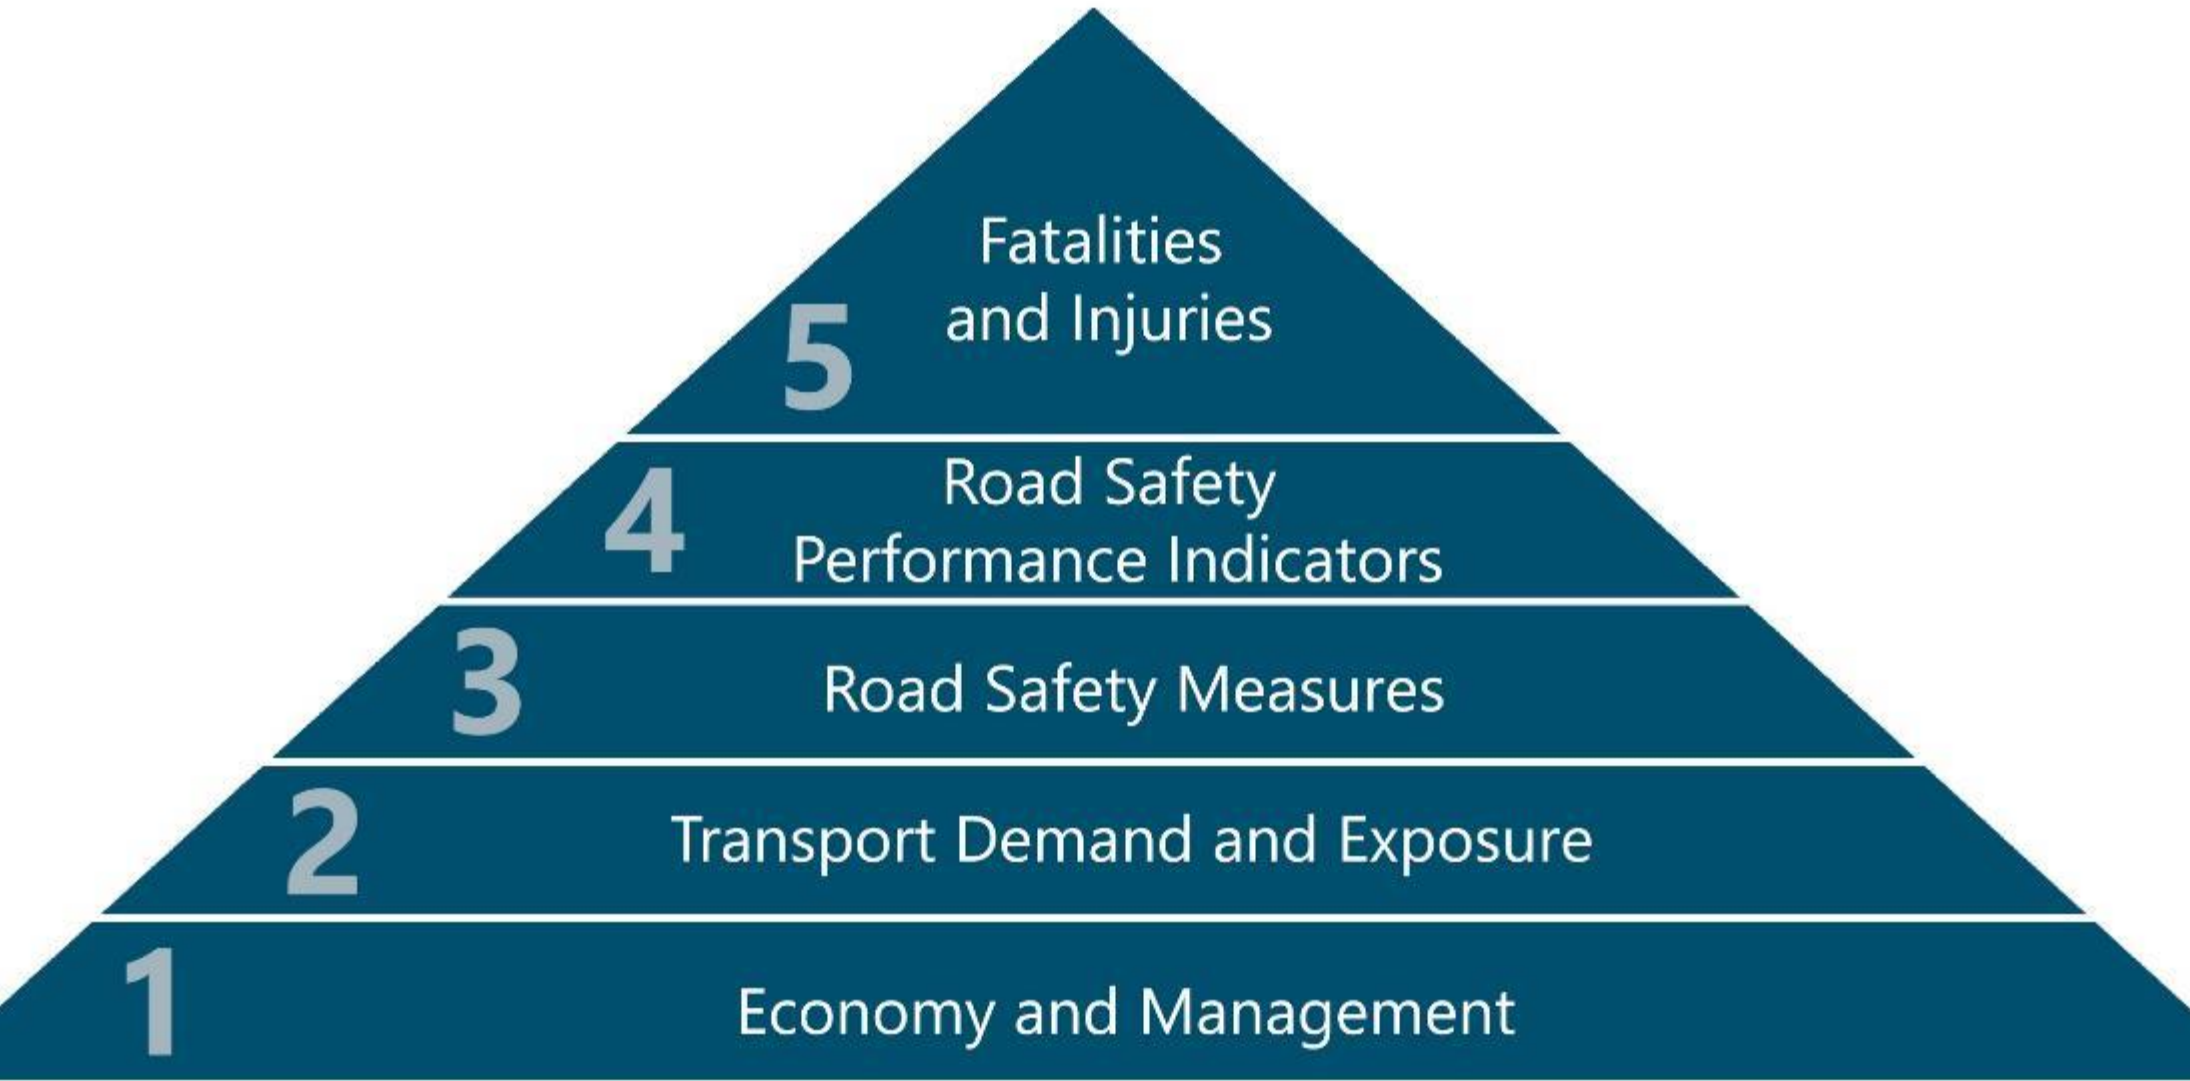 Fatalities
and Injuries
5
Road Safety
Performance Indicators
4
Road Safety Measures
3
Transport Demand and Exposure
2
Economy and Management
1